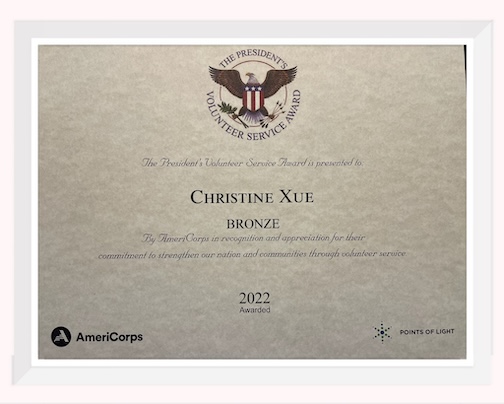 THE PRESIDENT'S
VOLUNTEER SERVICE AWARD
The President's Volunteer Service Award is presented to
CHRISTINE XUE
BRONZE
By AmeriCorps in recognition and appreciation for their
commitment to strengthen our nation and communities through volunteer service
2022
Awarded
AmeriCorps
POINTS OF LIGHT